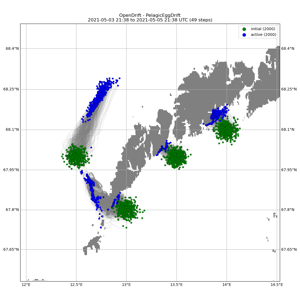 OpenDrift - PelagicEggDrift
2021-05-03 21:38 to 2021-05-05 21:38 UTC (49 steps)
initial (2000)
active (2000)
68.4°N 68.4°N
68.25°N 68.25°N
68.1°N 68.1°N
67.95°N 67.95°N
67.8°N 67.8°N
67.65°N 67.65°N
12°E 12.5°E 13°E 13.5°E 14°E 14.5°E